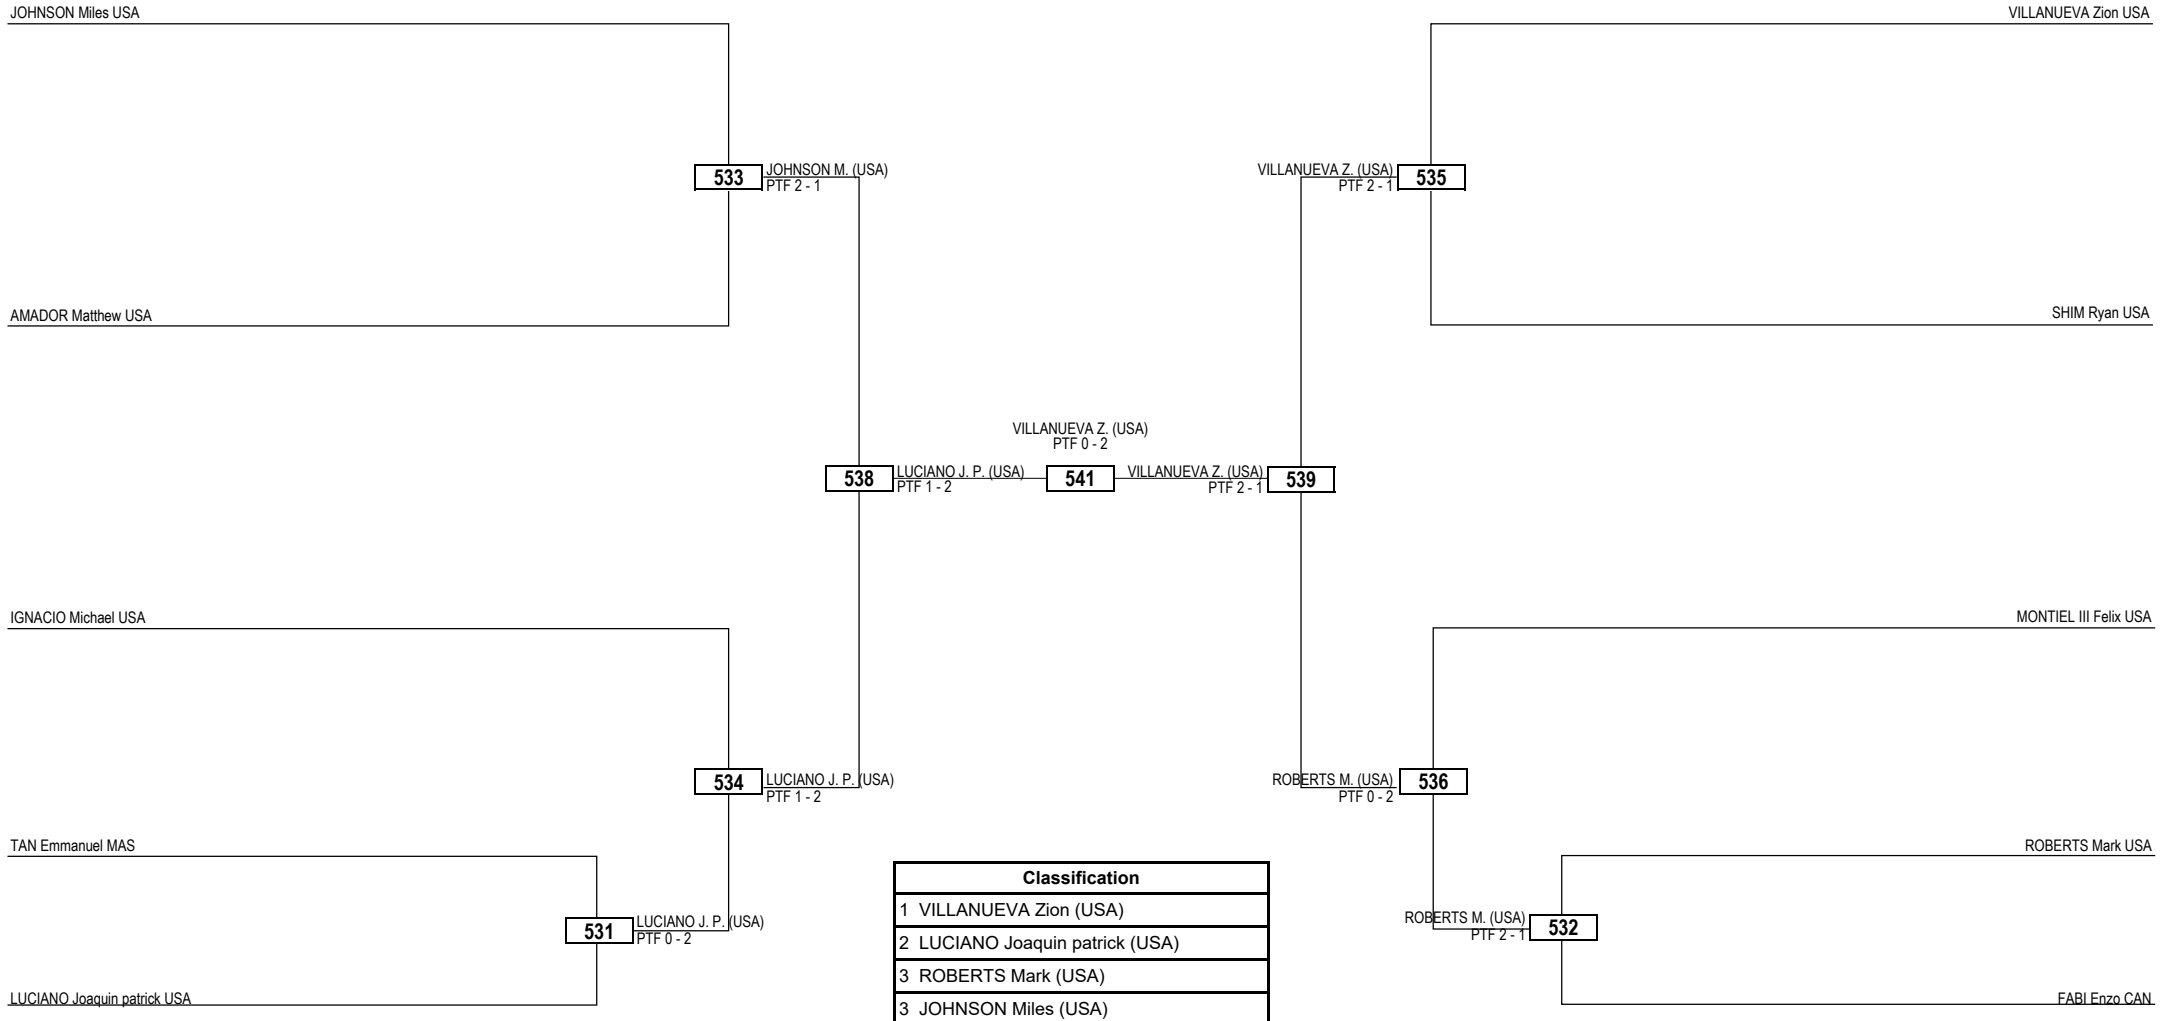 JOHNSON Miles USA
VILLANUEVA Zion USA
533
JOHNSON M. (USA)
PTF 2 - 1
VILLANUEVA Z. (USA)
PTF 2 - 1
535
AMADOR Matthew USA
SHIM Ryan USA
VILLANUEVA Z. (USA)
PTF 0 - 2
538
LUCIANO J. P. (USA)
PTF 1 - 2
541
VILLANUEVA Z. (USA)
PTF 2 - 1
539
IGNACIO Michael USA
MONTIEL III Felix USA
534
LUCIANO J. P. (USA)
PTF 1 - 2
ROBERTS M. (USA)
PTF 0 - 2
536
TAN Emmanuel MAS
ROBERTS Mark USA
531
LUCIANO J. P. (USA)
PTF 0 - 2
ROBERTS M. (USA)
PTF 2 - 1
532
LUCIANO Joaquin patrick USA
FABI Enzo CAN
Classification
1 VILLANUEVA Zion (USA)
2 LUCIANO Joaquin patrick (USA)
3 ROBERTS Mark (USA)
3 JOHNSON Miles (USA)